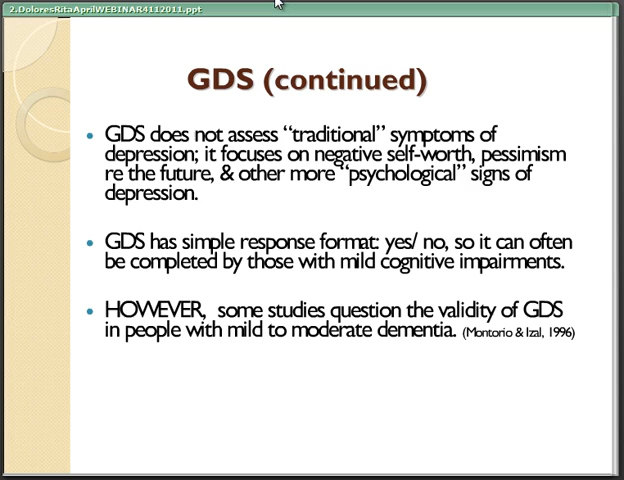 2.DoloresRitaAprilWEBINAR4112011.ppt
GDS (continued)
• GDS does not assess “traditional” symptoms of
depression; it focuses on negative self-worth, pessimism
re the future, & other more “psychological” signs of
depression.
• GDS has simple response format: yes/ no, so it can often
be completed by those with mild cognitive impairments.
• HOWEVER, some studies question the validity of GDS
in people with mild to moderate dementia. (Montorio & Izal, 1996)